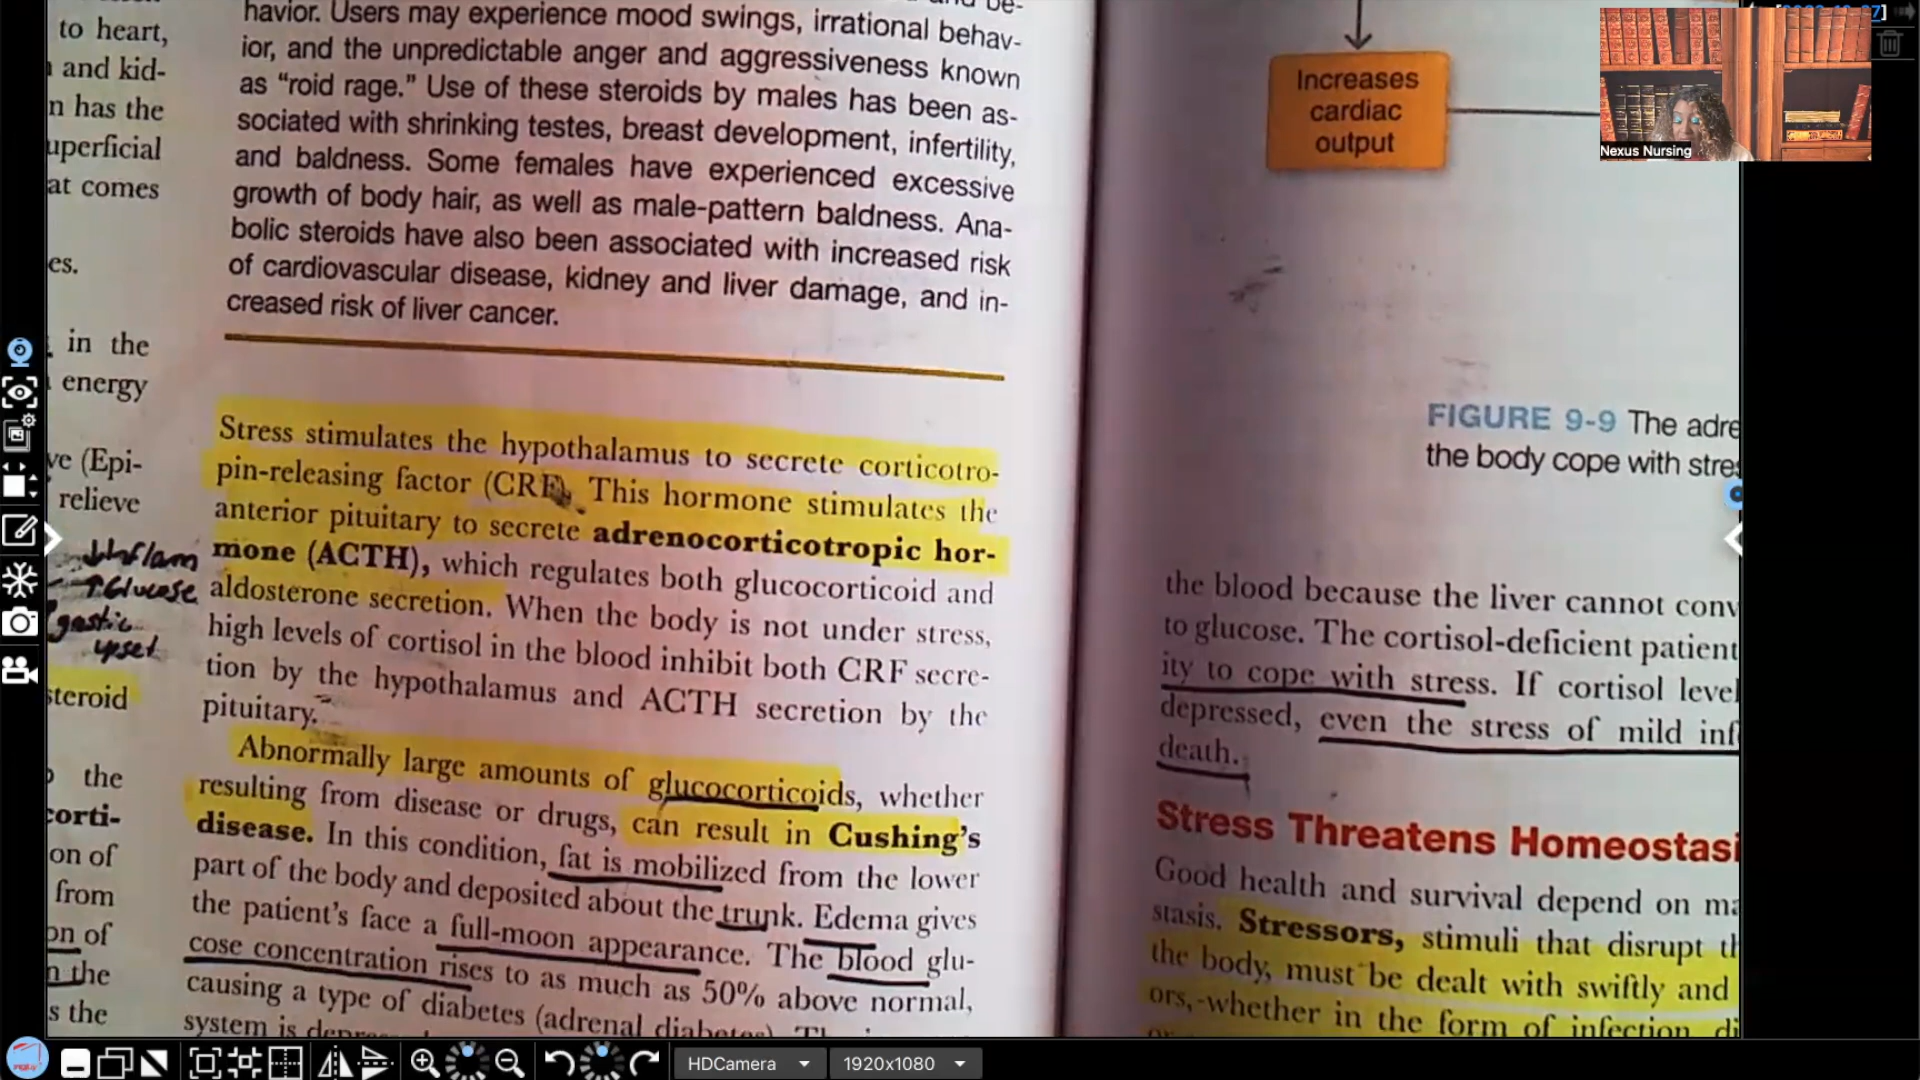 to heart,
and kid-
n has the
uperficial
at comes
es.
in the
energy
ve (Epi-
relieve
Inflam
↑Glucose
gastic
upset
steroid
the
corti-
on of
from
on of
n the
s the
havior. Users may experience mood swings, irrational behav-
ior, and the unpredictable anger and aggressiveness known
as “roid rage.” Use of these steroids by males has been as-
sociated with shrinking testes, breast development, infertility,
and baldness. Some females have experienced excessive
growth of body hair, as well as male-pattern baldness. Ana-
bolic steroids have also been associated with increased risk
of cardiovascular disease, kidney and liver damage, and in-
creased risk of liver cancer.
Stress stimulates the hypothalamus to secrete corticotro-
pin-releasing factor (CRF). This hormone stimulates the
anterior pituitary to secrete adrenocorticotropic hor-
mone (ACTH), which regulates both glucocorticoid and
aldosterone secretion. When the body is not under stress,
high levels of cortisol in the blood inhibit both CRF secre-
tion by the hypothalamus and ACTH secretion by the
pituitary.
Abnormally large amounts of glucocorticoids, whether
resulting from disease or drugs, can result in Cushing’s
disease. In this condition, fat is mobilized from the lower
part of the body and deposited about the trunk. Edema gives
the patient’s face a full-moon appearance. The blood glu-
cose concentration rises to as much as 50% above normal,
causing a type of diabetes (adrenal diabetes)
system is
Increases
cardiac
output
FIGURE 9-9 The adre
the body cope with stre
the blood because the liver cannot conv
to glucose. The cortisol-deficient patient
ity to cope with stress. If cortisol level
depressed, even the stress of mild inf
death.
Stress Threatens Homeostasi
Good health and survival depend on ma
stasis. Stressors, stimuli that disrupt th
the body, must be dealt with swiftly and
ors, whether in the form of infection, di
Nexus Nursing
HDCamera
1920x1080